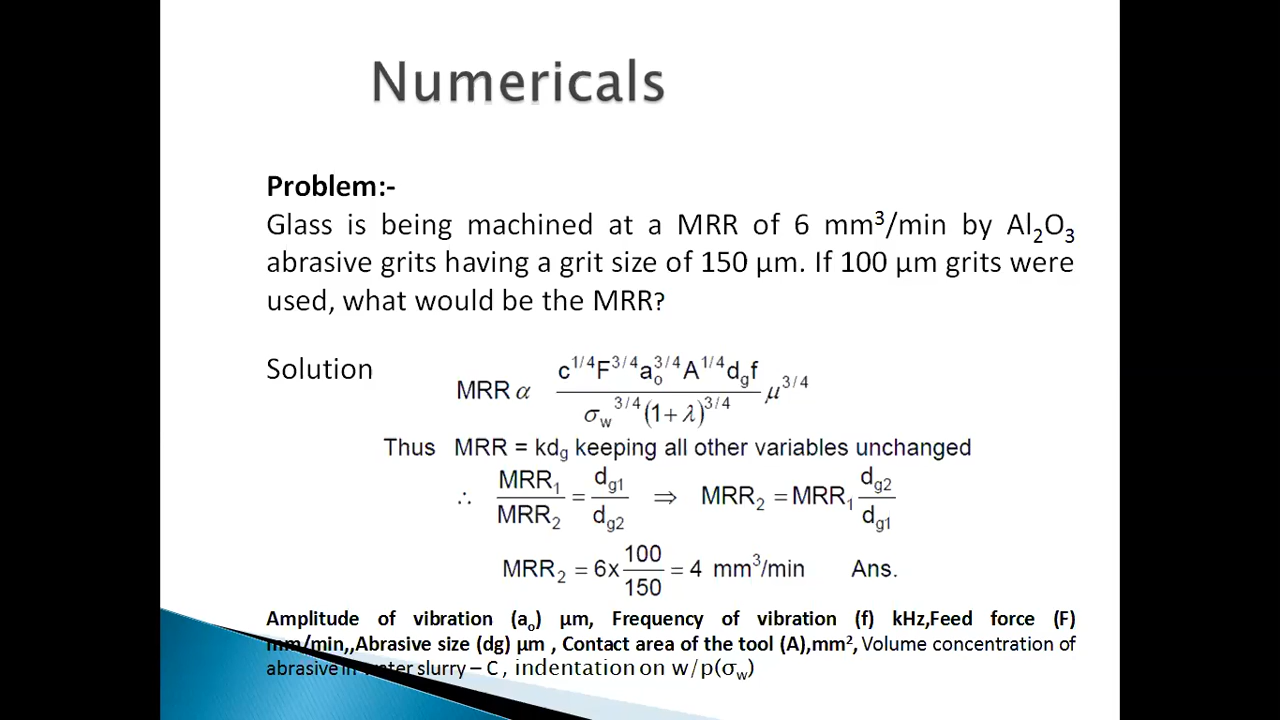 Numericals
Problem:-
Glass is being machined at a MRR of 6 mm³/min by Al₂O₃
abrasive grits having a grit size of 150 µm. If 100 µm grits were
used, what would be the MRR?
Solution
MRR α c^1/4 F^3/4 a_o^3/4 A^1/4 d_g f / σ_w^3/4 (1+λ)^3/4 μ^3/4
Thus MRR = kd_g keeping all other variables unchanged
∴ MRR₁/MRR₂ = d_g1/d_g2 ⇒ MRR₂ = MRR₁ d_g2/d_g1
MRR₂ = 6x 100/150 = 4 mm³/min Ans.
Amplitude of vibration (a_o) µm, Frequency of vibration (f) kHz,Feed force (F)
mm/min,,Abrasive size (dg) µm , Contact area of the tool (A),mm², Volume concentration of
abrasive in water slurry – C , indentation on w/p(σ_w)